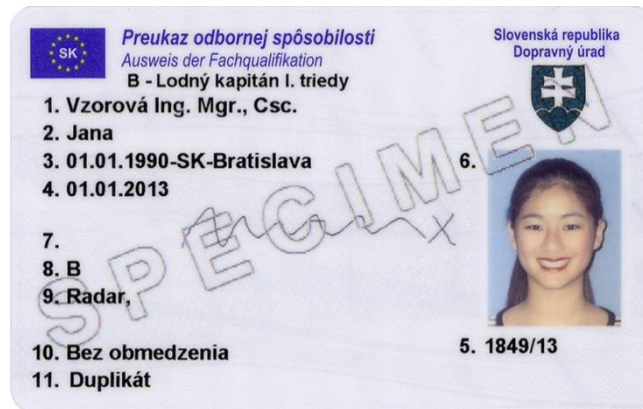 SK
Preukaz odbornej spôsobilosti
Ausweis der Fachqualifikation
B - Lodný kapitán I. triedy
Slovenská republika
Dopravný úrad
1. Vzorová Ing. Mgr., Csc.
2. Jana
3. 01.01.1990-SK-Bratislava
4. 01.01.2013
6.
7.
8. B
9. Radar,
5. 1849/13
10. Bez obmedzenia
11. Duplikát
SPECIMEN